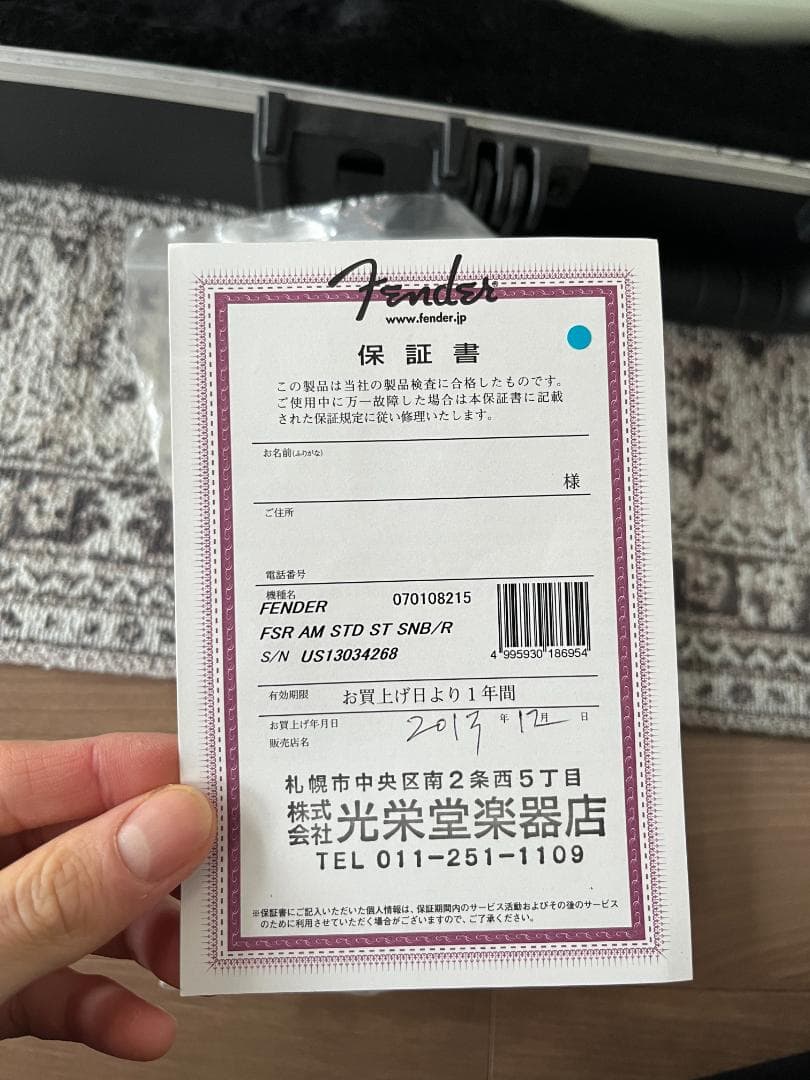 Fender
www.fender.jp
保証書
この製品は当社の製品検査に合格したものです。
ご使用中に万一故障した場合は本保証書に記載
された保証規定に従い修理いたします。
お名前(ふりがな)
様
ご住所
電話番号
機種名
FENDER 070108215
FSR AM STD ST SNB/R
S/N US13034268
4 995930 186954
有効期限 お買上げ日より1年間
お買上げ年月日 2013年 12月 日
販売店名
札幌市中央区南2条西5丁目
株式会社 光栄堂楽器店
TEL 011-251-1109
※保証書にご記入いただいた個人情報は、保証期間内のサービス活動およびその後のサービス
のために利用させていただく場合がございますので、ご了承ください。